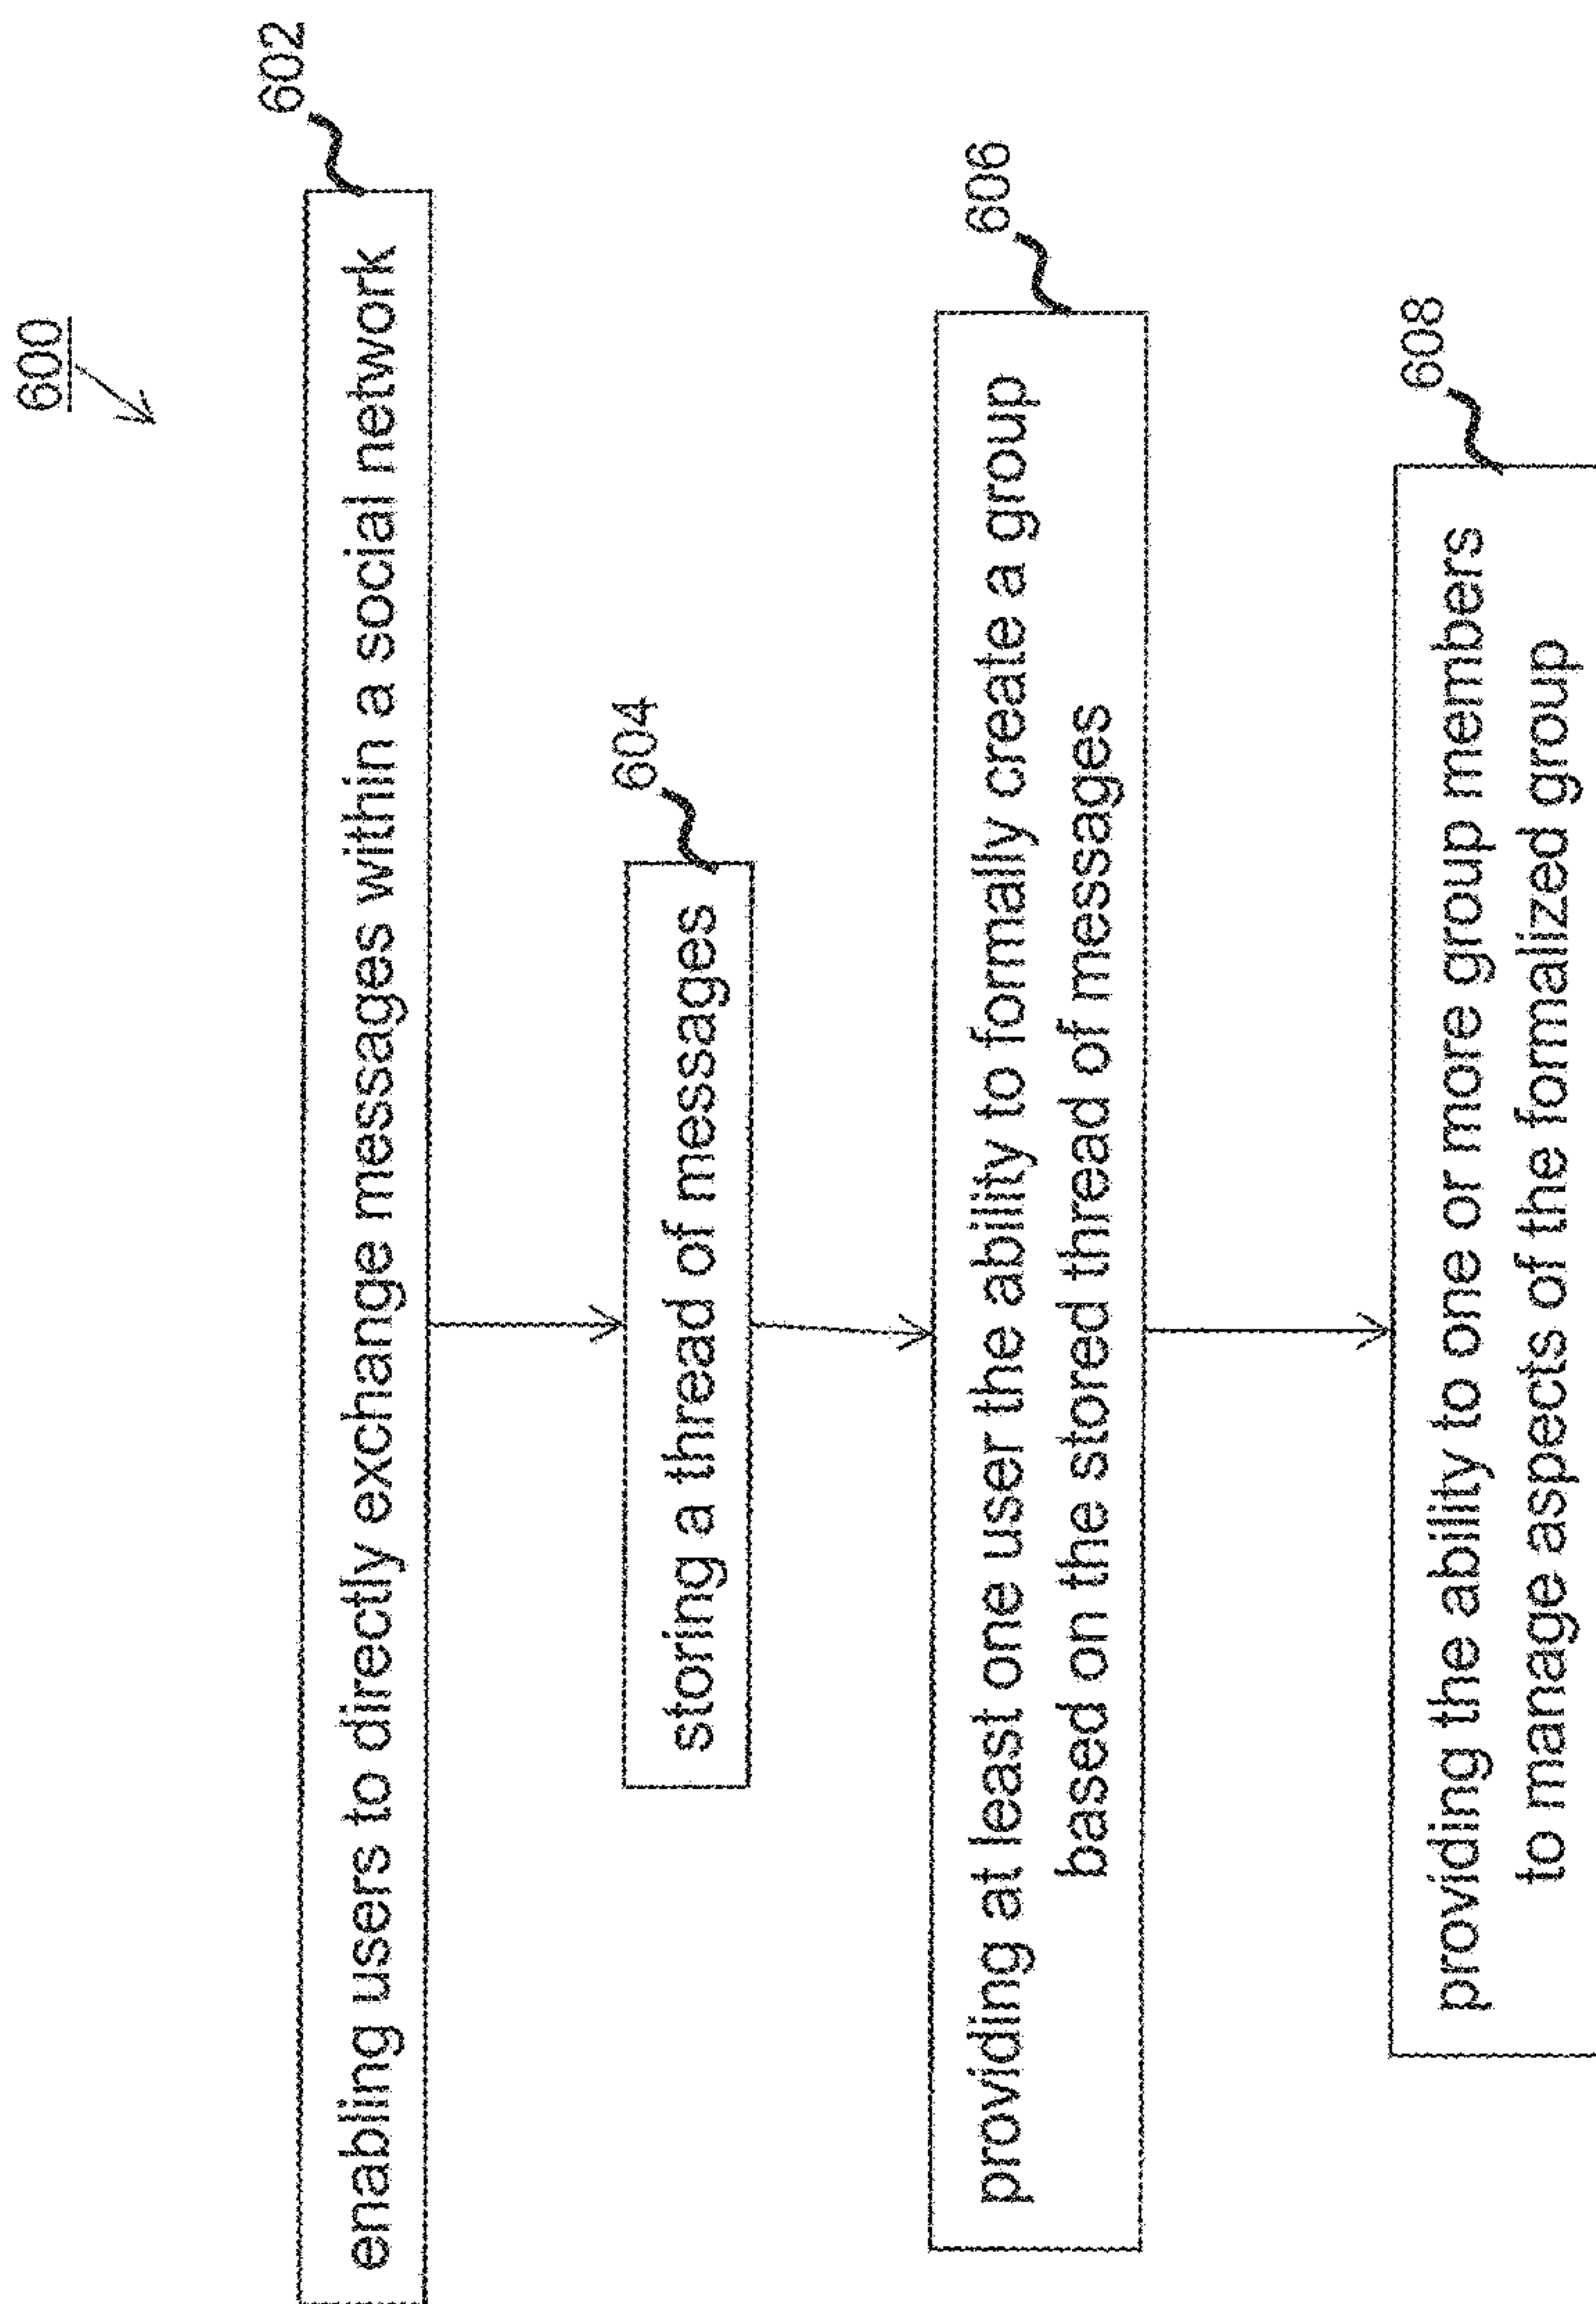 600
602
enabling users to directly exchange messages within a social network
604
storing a thread of messages
606
providing at least one user the ability to formally create a group
based on the stored thread of messages
608
providing the ability to one or more group members
to manage aspects of the formalized group